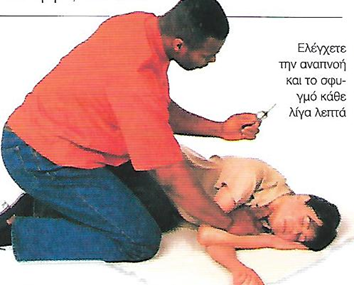 Ελέγχετε
την αναπνοή
και το σφυ-
γμό κάθε
λίγα λεπτά